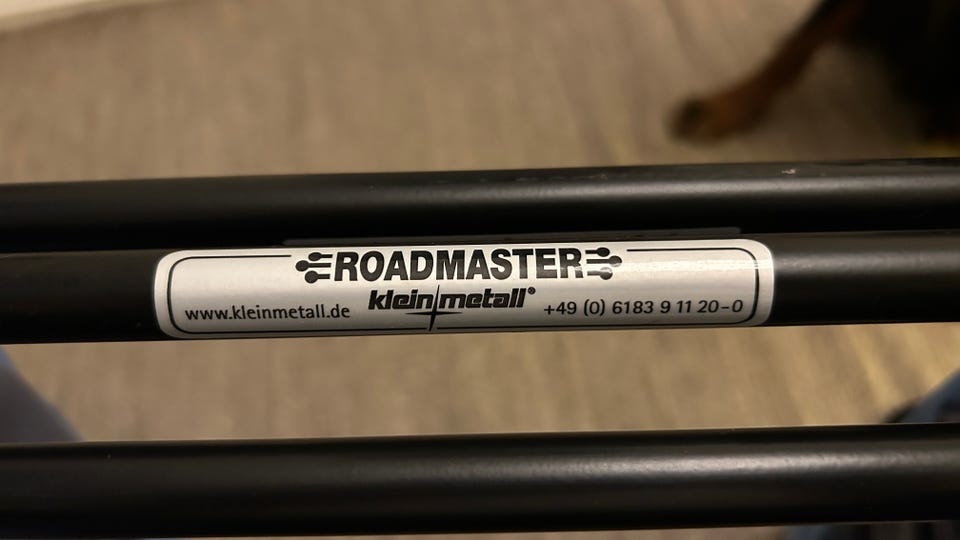 ROADMASTER
klein metall®
www.kleinmetall.de
+49 (0) 6183 9 11 20-0